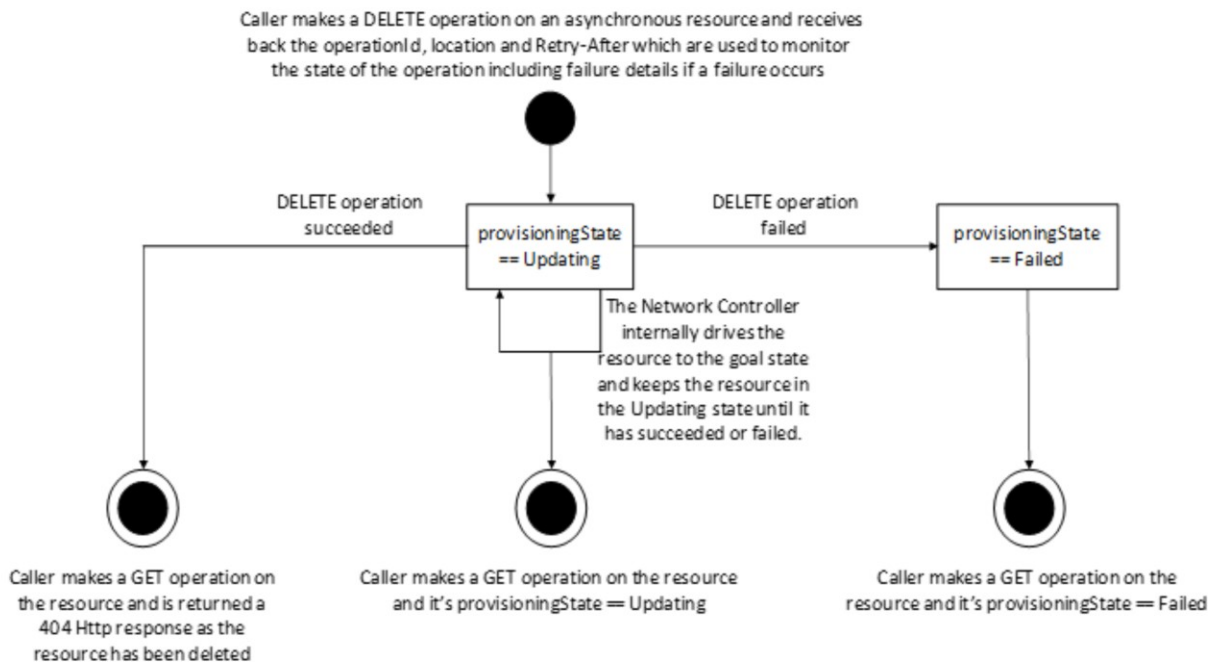 Caller makes a DELETE operation on an asynchronous resource and receives
back the operationId, location and Retry-After which are used to monitor
the state of the operation including failure details if a failure occurs
DELETE operation
succeeded
provisioningState
== Updating
DELETE operation
failed
provisioningState
== Failed
The Network Controller
internally drives the
resource to the goal state
and keeps the resource in
the Updating state until it
has succeeded or failed.
Caller makes a GET operation on
the resource and is returned a
404 Http response as the
resource has been deleted
Caller makes a GET operation on the resource
and it's provisioningState == Updating
Caller makes a GET operation on the
resource and it's provisioningState == Failed